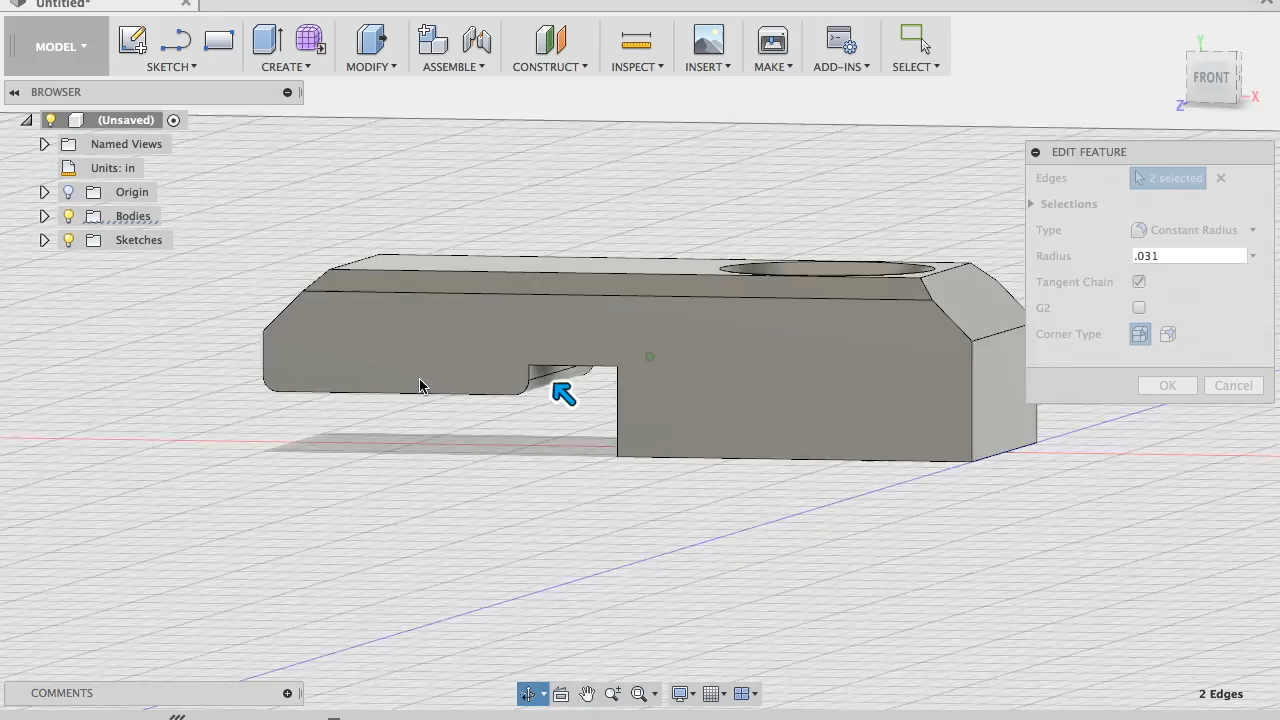 Untitled*
MODEL
SKETCH
CREATE
MODIFY
ASSEMBLE
CONSTRUCT
INSPECT
INSERT
MAKE
ADD-INS
SELECT
Y
FRONT
Z
X
BROWSER
(Unsaved)
Named Views
Units: in
Origin
Bodies
Sketches
EDIT FEATURE
Edges
2 selected
Selections
Type
Constant Radius
Radius
.031
Tangent Chain
G2
Corner Type
OK
Cancel
COMMENTS
2 Edges